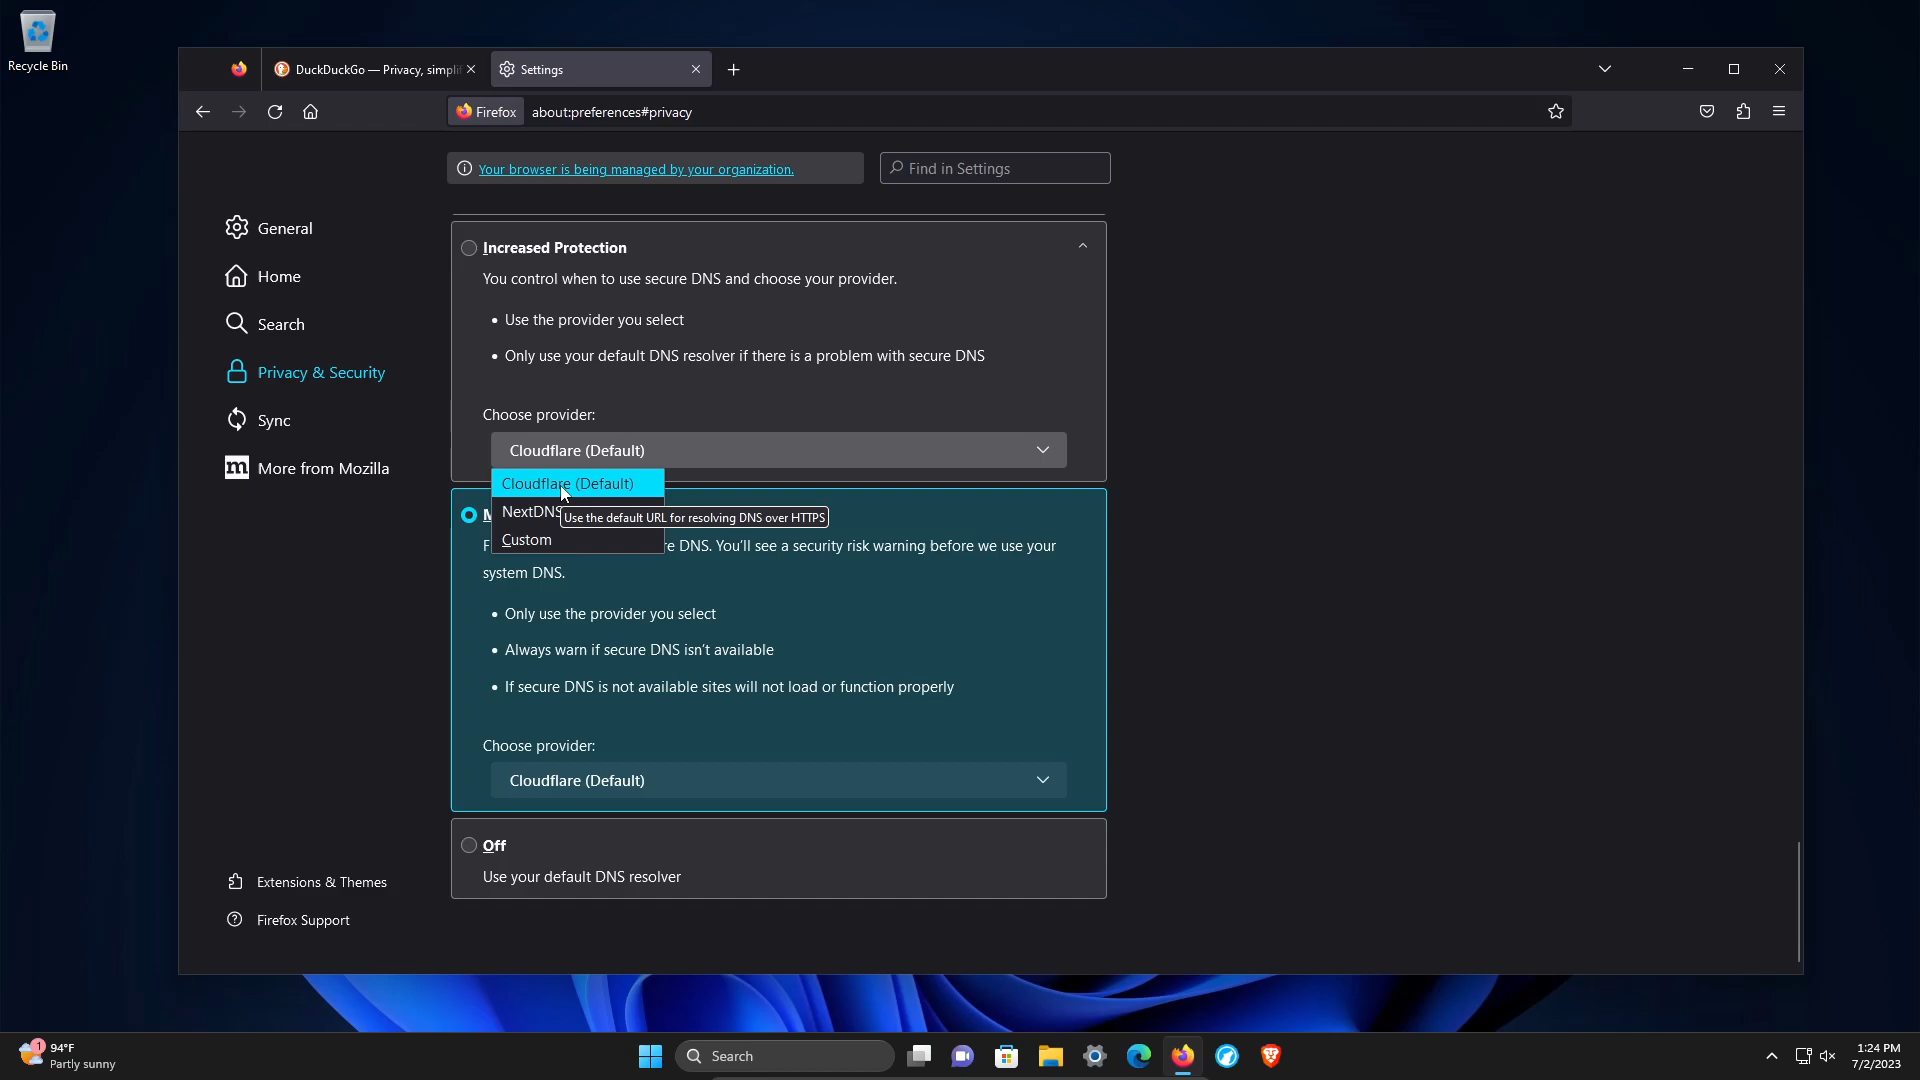 Recycle Bin
DuckDuckGo — Privacy, simplif
Settings
Firefox
about:preferences#privacy
Your browser is being managed by your organization.
Find in Settings
General
Home
Search
Privacy & Security
Sync
More from Mozilla
Extensions & Themes
Firefox Support
Increased Protection
You control when to use secure DNS and choose your provider.
• Use the provider you select
• Only use your default DNS resolver if there is a problem with secure DNS
Choose provider:
Cloudflare (Default)
Cloudflare (Default)
NextDNS
Use the default URL for resolving DNS over HTTPS
Custom
re DNS. You’ll see a security risk warning before we use your
system DNS.
• Only use the provider you select
• Always warn if secure DNS isn’t available
• If secure DNS is not available sites will not load or function properly
Choose provider:
Cloudflare (Default)
Off
Use your default DNS resolver
1
94°F
Partly sunny
Search
1:24 PM
7/2/2023